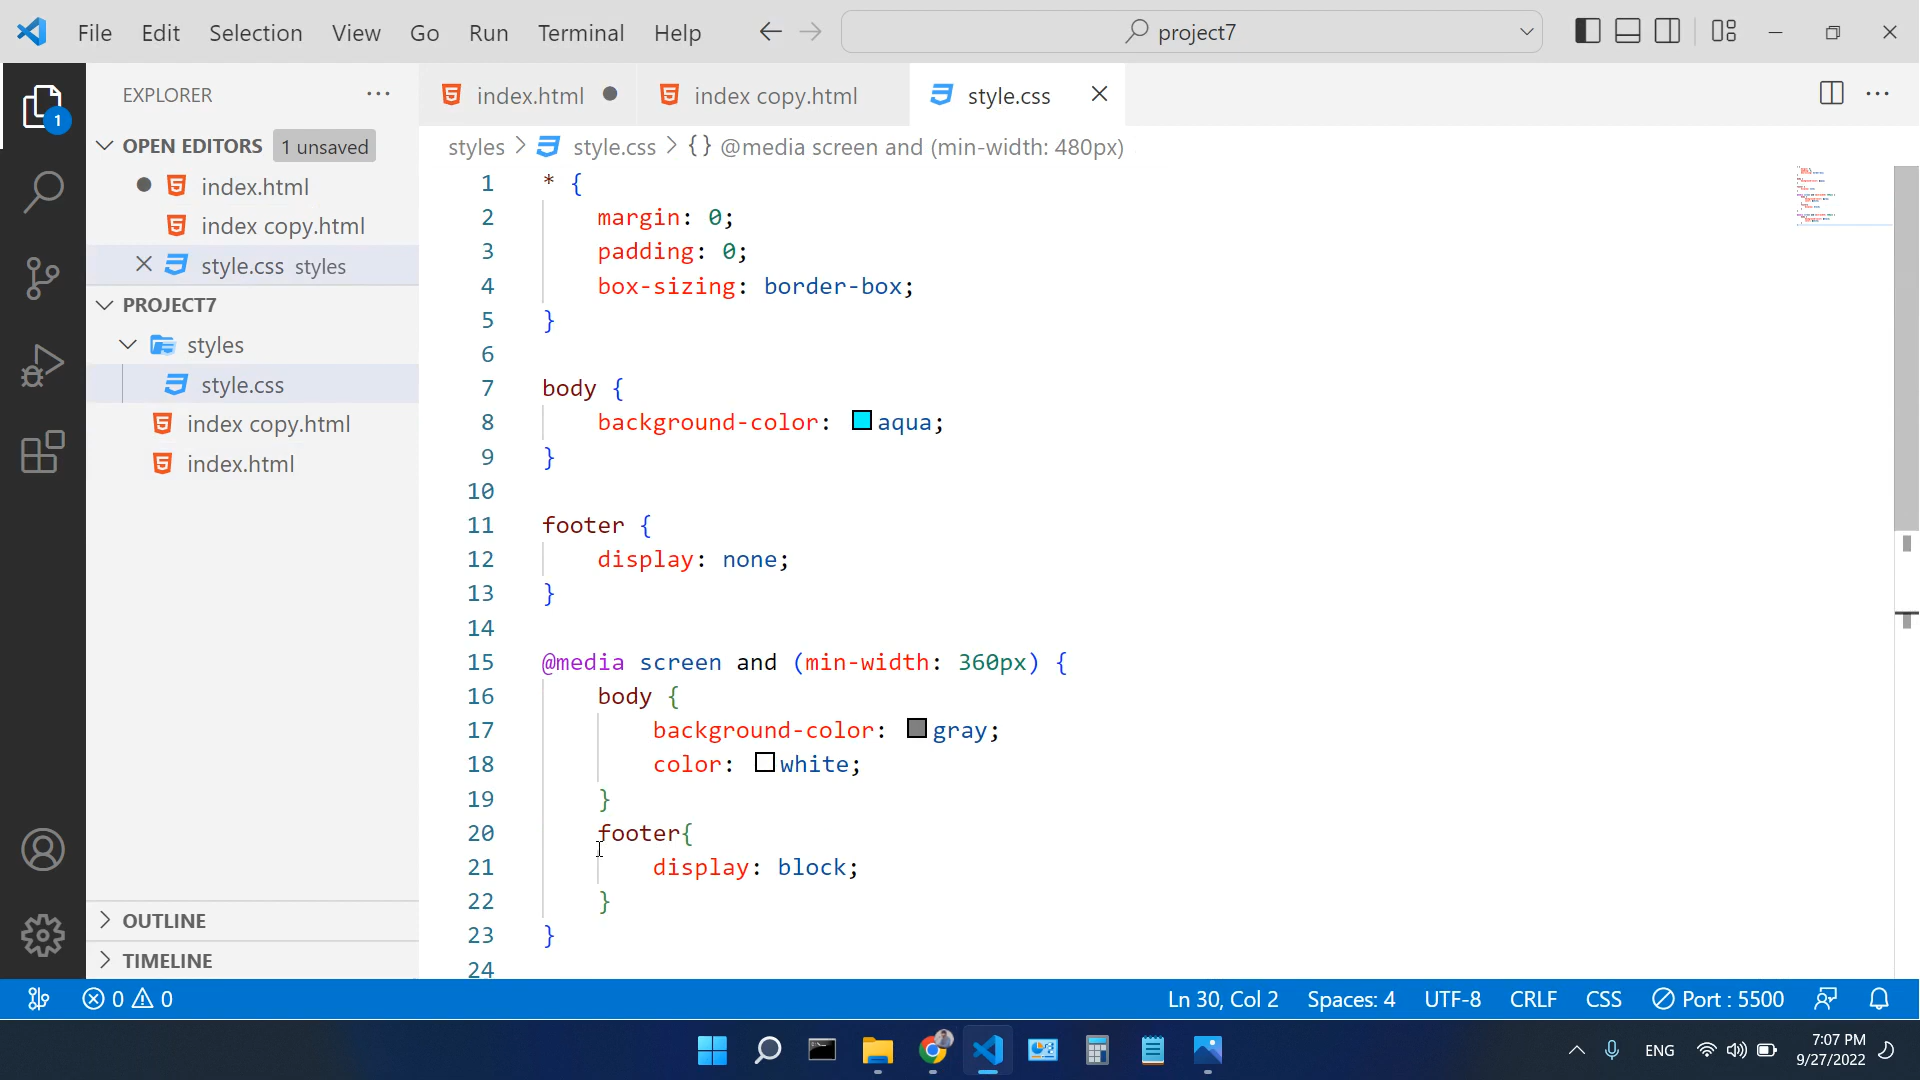 File Edit Selection View Go Run Terminal Help project7
EXPLORER
index.html index copy.html style.css
OPEN EDITORS 1 unsaved
styles > style.css > {} @media screen and (min-width: 480px)
index.html
index copy.html
style.css styles
PROJECT7
styles
style.css
index copy.html
index.html
OUTLINE
TIMELINE
1 * {
2 margin: 0;
3 padding: 0;
4 box-sizing: border-box;
5 }
6
7 body {
8 background-color: aqua;
9 }
10
11 footer {
12 display: none;
13 }
14
15 @media screen and (min-width: 360px) {
16 body {
17 background-color: gray;
18 color: white;
19 }
20 footer{
21 display: block;
22 }
23 }
24
0 0 Ln 30, Col 2 Spaces: 4 UTF-8 CRLF CSS Port : 5500
1
ENG
7:07 PM
9/27/2022